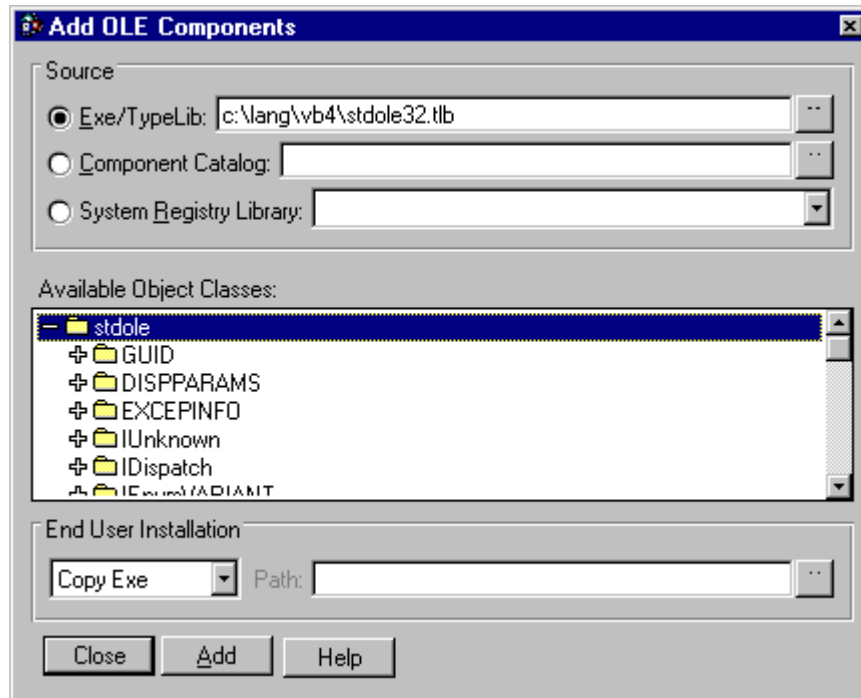 Add OLE Components
Source
Exe/TypeLib: c:\lang\vb4\stdole32.tlb ..
Component Catalog: ..
System Registry Library:
Available Object Classes:
stdole
GUID
DISPPARAMS
EXCEPINFO
IUnknown
IDispatch
IEnumVARIANT
End User Installation
Copy Exe Path: ..
Close Add Help